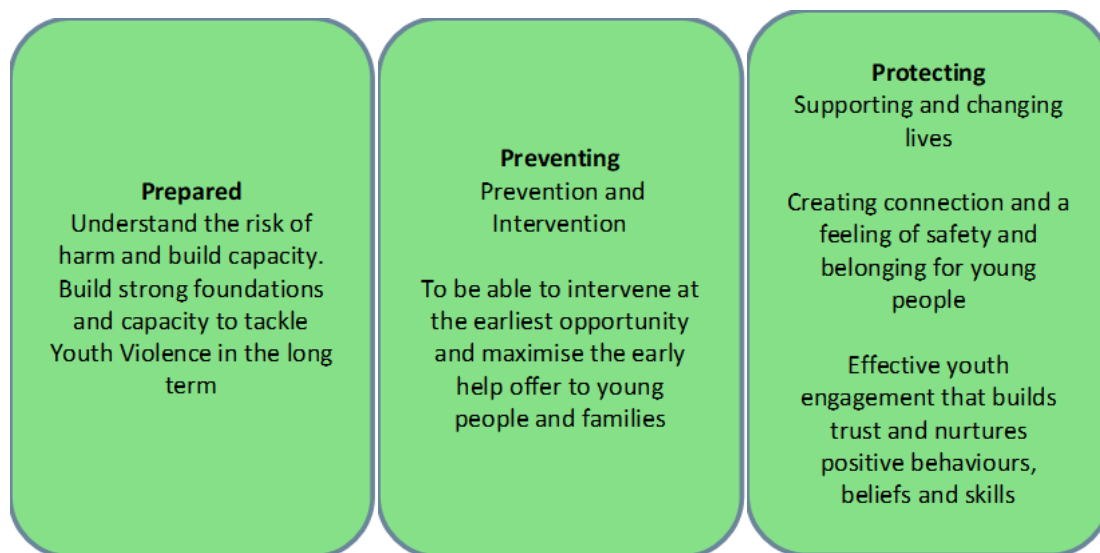 Prepared
Understand the risk of
harm and build capacity.
Build strong foundations
and capacity to tackle
Youth Violence in the long
term
Preventing
Prevention and
Intervention
To be able to intervene at
the earliest opportunity
and maximise the early
help offer to young
people and families
Protecting
Supporting and changing
lives
Creating connection and a
feeling of safety and
belonging for young
people
Effective youth
engagement that builds
trust and nurtures
positive behaviours,
beliefs and skills